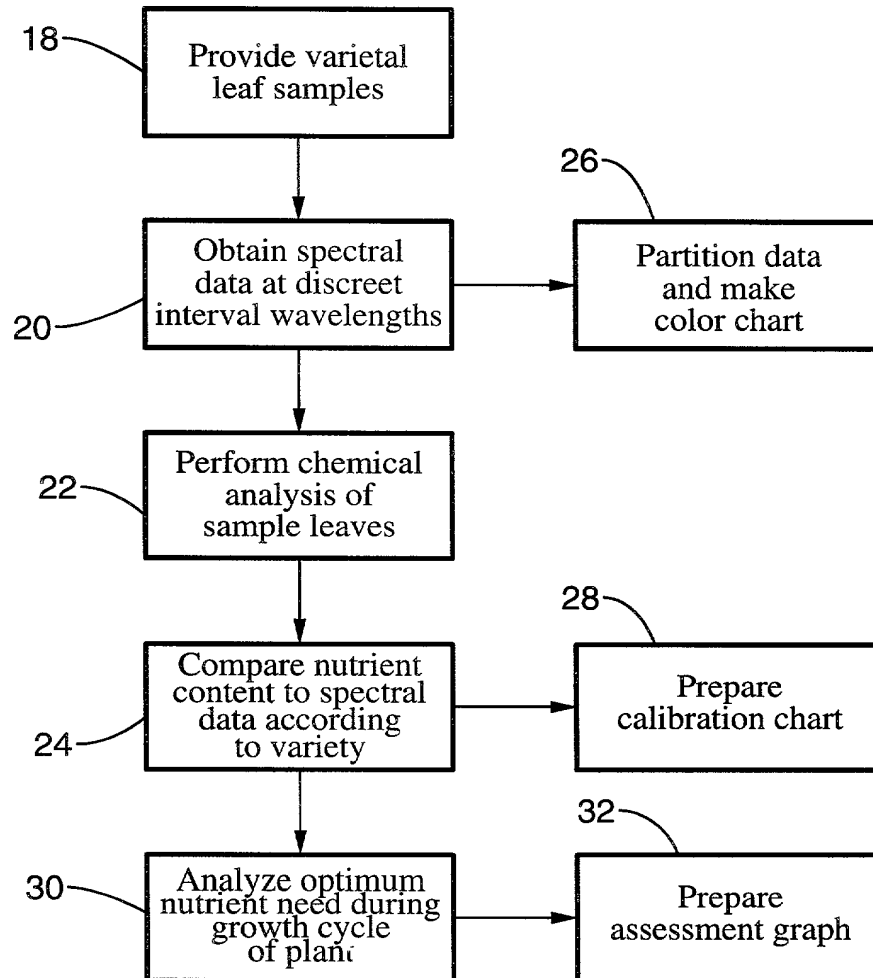 18
Provide varietal
leaf samples
20
Obtain spectral
data at discreet
interval wavelengths
26
Partition data
and make
color chart
22
Perform chemical
analysis of
sample leaves
24
Compare nutrient
content to spectral
data according
to variety
28
Prepare
calibration chart
30
Analyze optimum
nutrient need during
growth cycle
of plant
32
Prepare
assessment graph